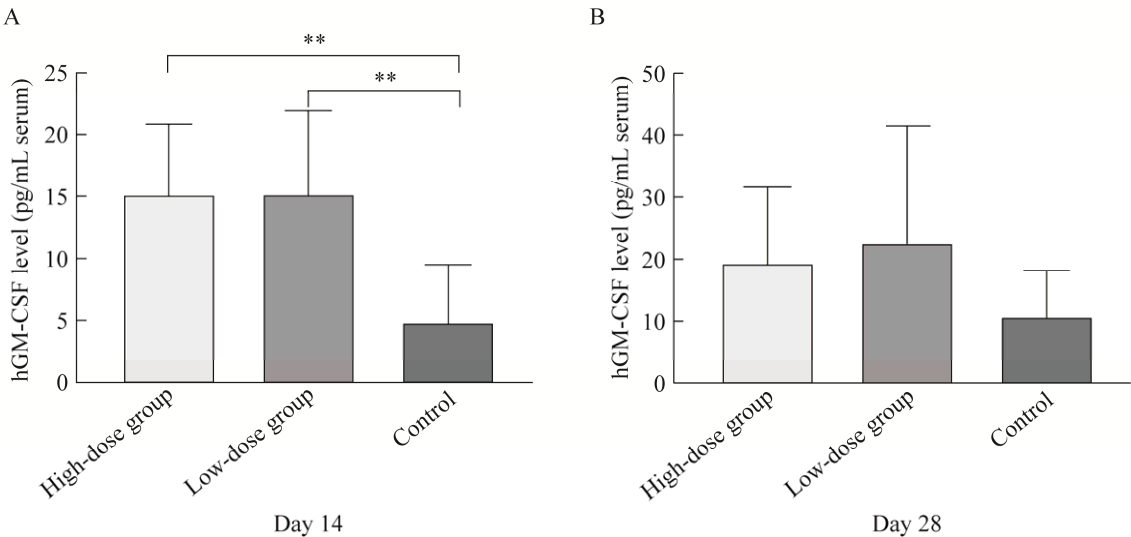 A
**
**
hGM-CSF level (pg/mL serum)
25
20
15
10
5
0
High-dose group
Low-dose group
Control
Day 14
B
hGM-CSF level (pg/mL serum)
50
40
30
20
10
0
High-dose group
Low-dose group
Control
Day 28